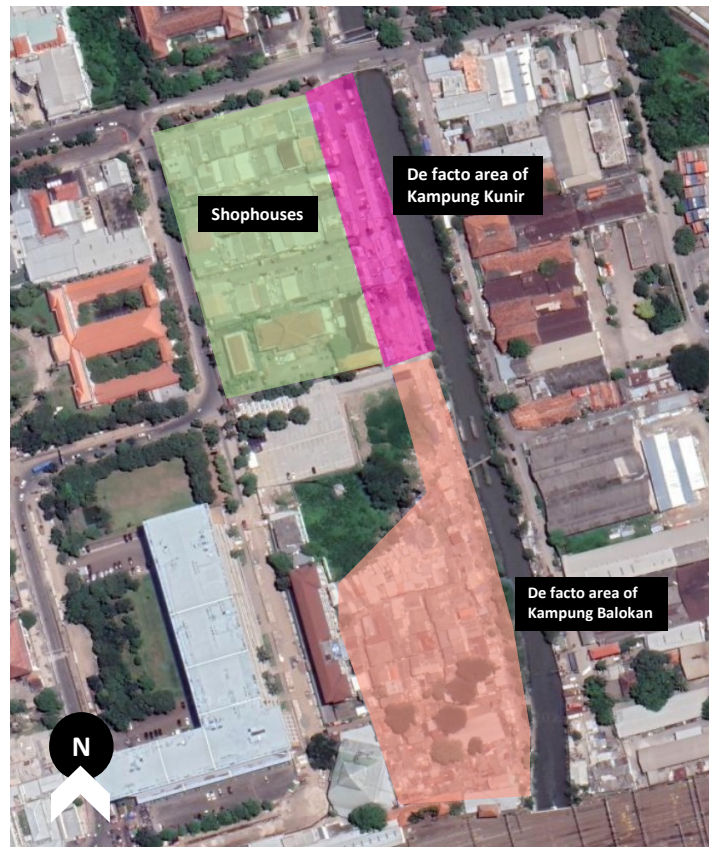 De facto area of
Kampung Kunir
Shophouses
De facto area of
Kampung Balokan
N